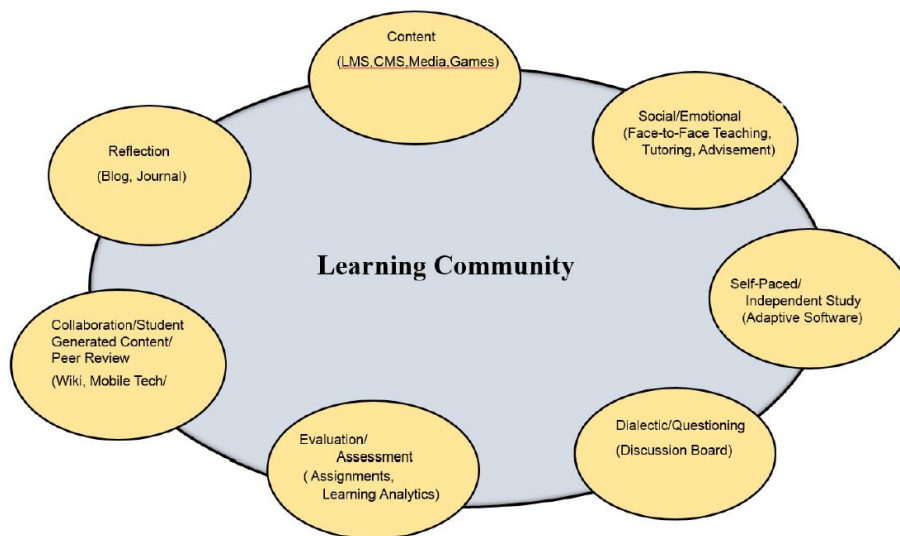 Content
(LMS,CMS,Media,Games)
Social/Emotional
(Face-to-Face Teaching,
Tutoring, Advisement)
Reflection
(Blog, Journal)
Learning Community
Self-Paced/
Independent Study
(Adaptive Software)
Collaboration/Student
Generated Content/
Peer Review
(Wiki, Mobile Tech/
Evaluation/
Assessment
( Assignments,
Learning Analytics)
Dialectic/Questioning
(Discussion Board)